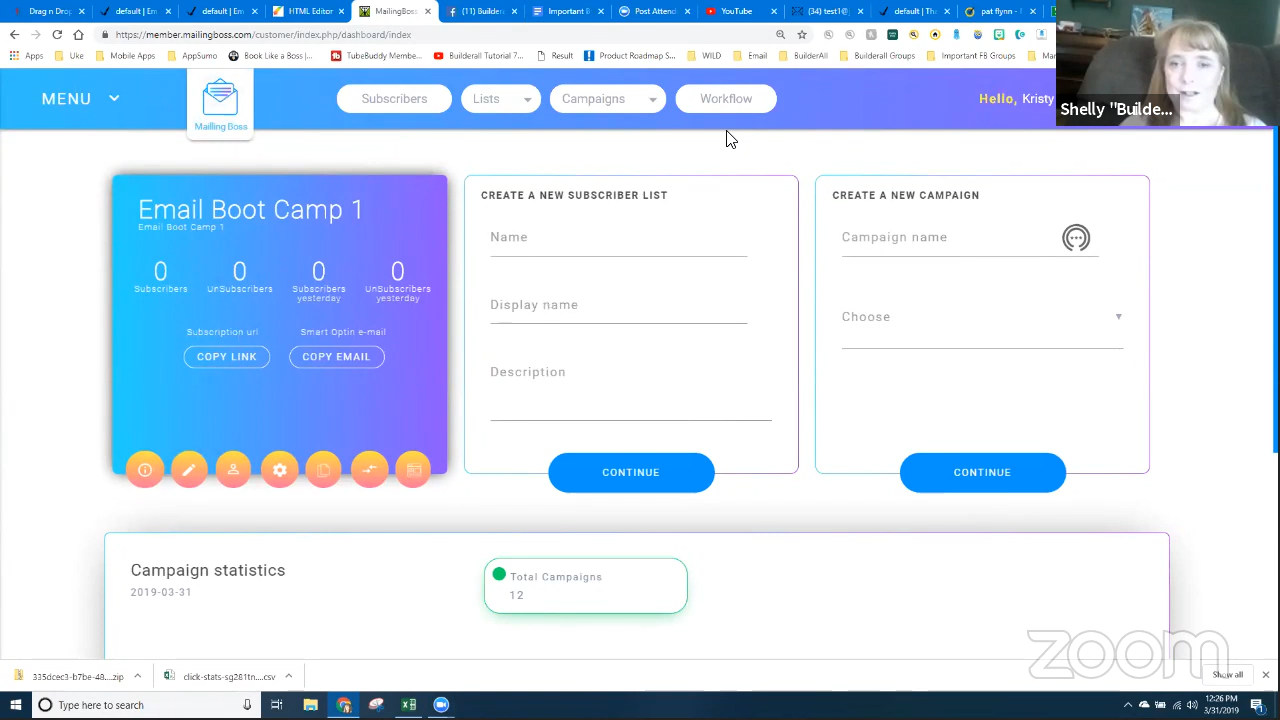 Drag n Drop
default | (Em
default | (Em
HTML Editor
MailingBoss
(11) Builder
Important B
Post Attend
YouTube
(34) test1@
default | Th
pat flynn -
https://member.mailingboss.com/customer/index.php/dashboard/index
Apps
Uke
Mobile Apps
AppSumo
Book Like a Boss |...
TubeBuddy Membe...
Builderall Tutorial 7...
Result
Product Roadmap S...
WILD
Email
BuilderAll
Builderall Groups
Important FB Groups
Mar
MENU
Mailling Boss
Subscribers
Lists
Campaigns
Workflow
Hello, Kristy
Shelly "Builde...
Email Boot Camp 1
Email Boot Camp 1
0 0 0 0
Subscribers UnSubscribers Subscribers yesterday UnSubscribers yesterday
Subscription url
Smart Optin e-mail
COPY LINK
COPY EMAIL
CREATE A NEW SUBSCRIBER LIST
Name
Display name
Description
CONTINUE
CREATE A NEW CAMPAIGN
Campaign name
Choose
CONTINUE
Campaign statistics
2019-03-31
Total Campaigns
12
zoom
335dcec3-b7be-48....zip
click-stats-sg281tn....csv
Show all
Type here to search
12:26 PM
3/31/2019